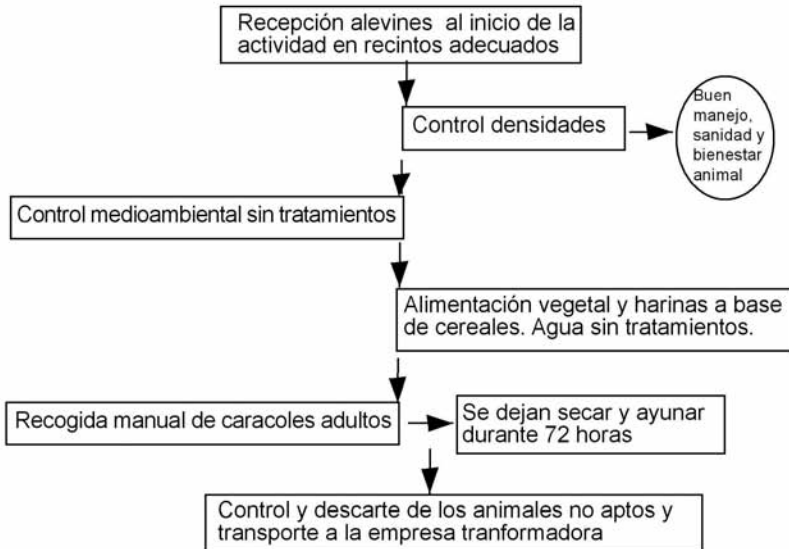 Recepción alevines al inicio de la
actividad en recintos adecuados
Control densidades
Buen
manejo,
sanidad y
bienestar
animal
Control medioambiental sin tratamientos
Alimentación vegetal y harinas a base
de cereales. Agua sin tratamientos.
Recogida manual de caracoles adultos
Se dejan secar y ayunar
durante 72 horas
Control y descarte de los animales no aptos y
transporte a la empresa tranformadora